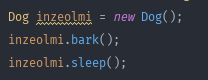 Dog inzeolmi = new Dog();
inzeolmi.bark();
inzeolmi.sleep();